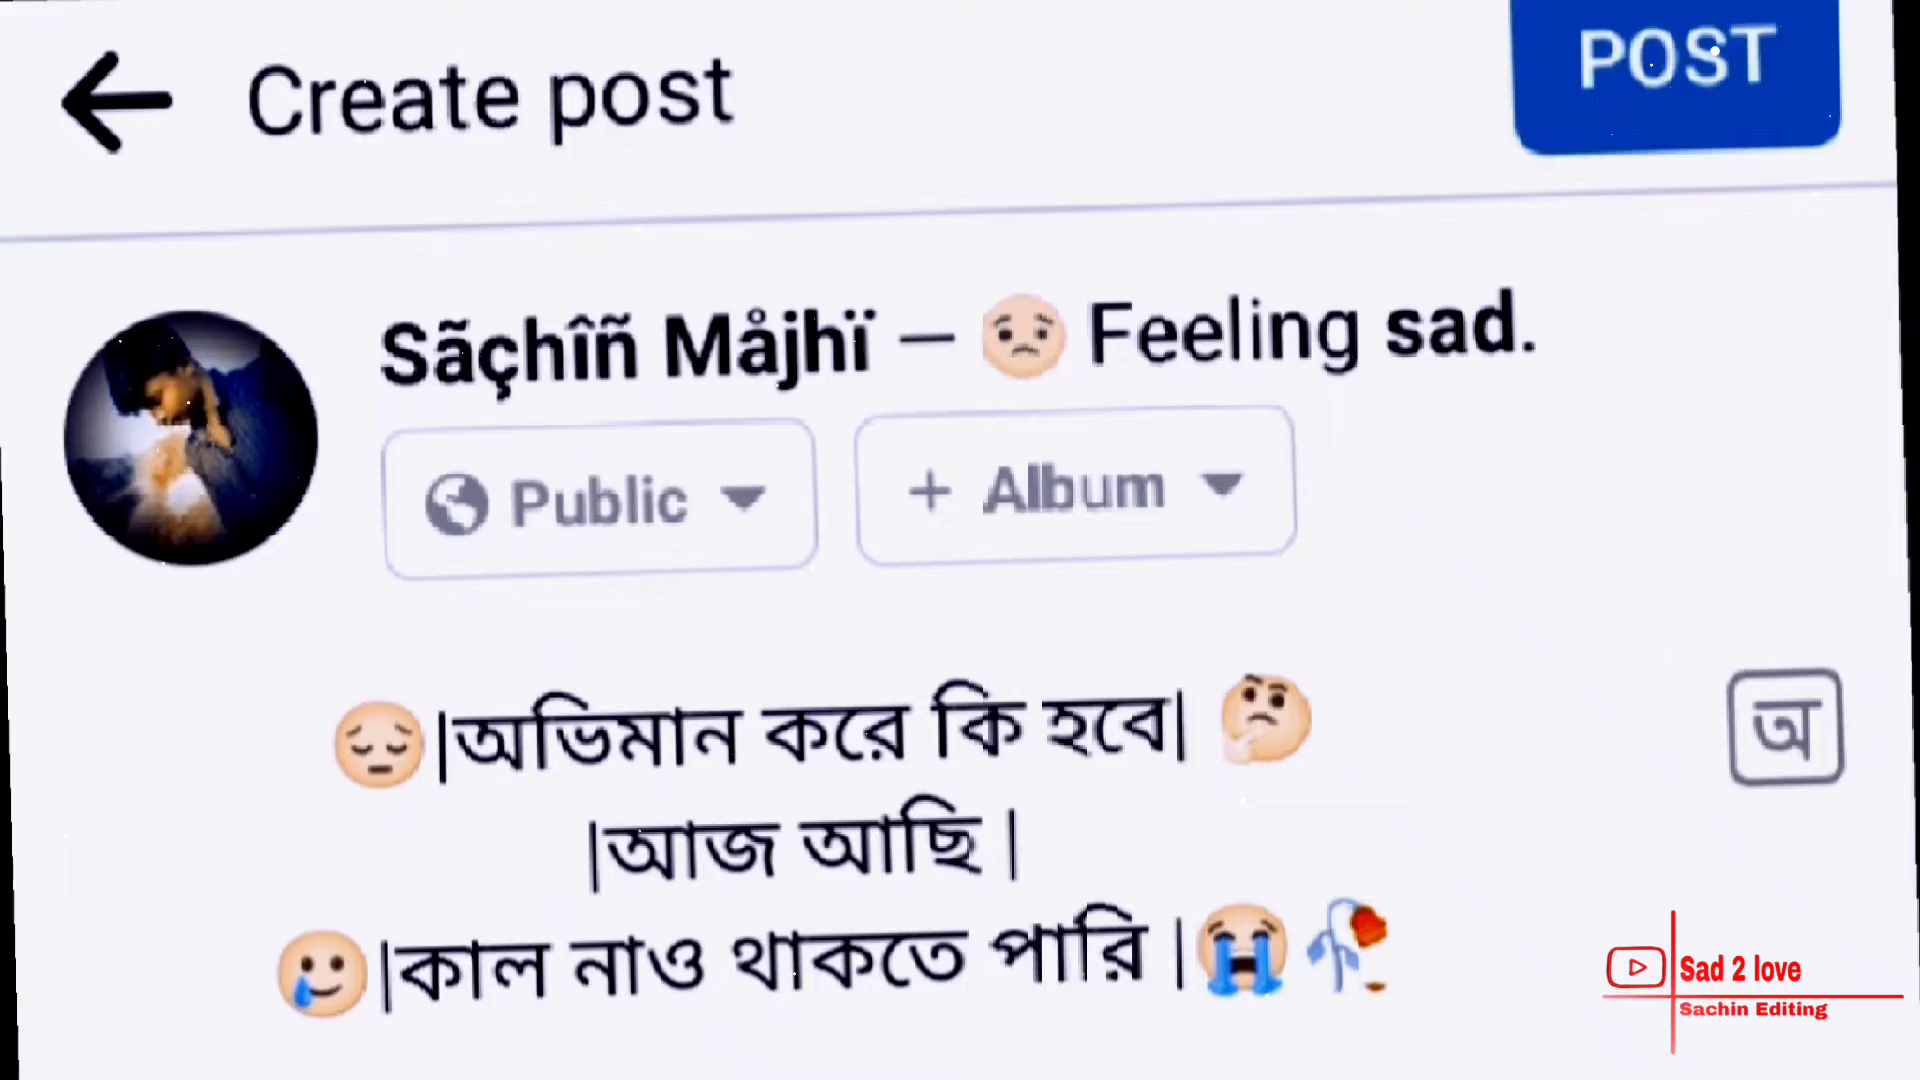 Create post
POST
Sãçhîñ Måjhï — 😟 Feeling sad.
Public
+ Album
😔|অভিমান করে কি হবে| 🤔
অ
|আজ আছি |
🥲|কাল নাও থাকতে পারি |😭🥀
Sad 2 love
Sachin Editing